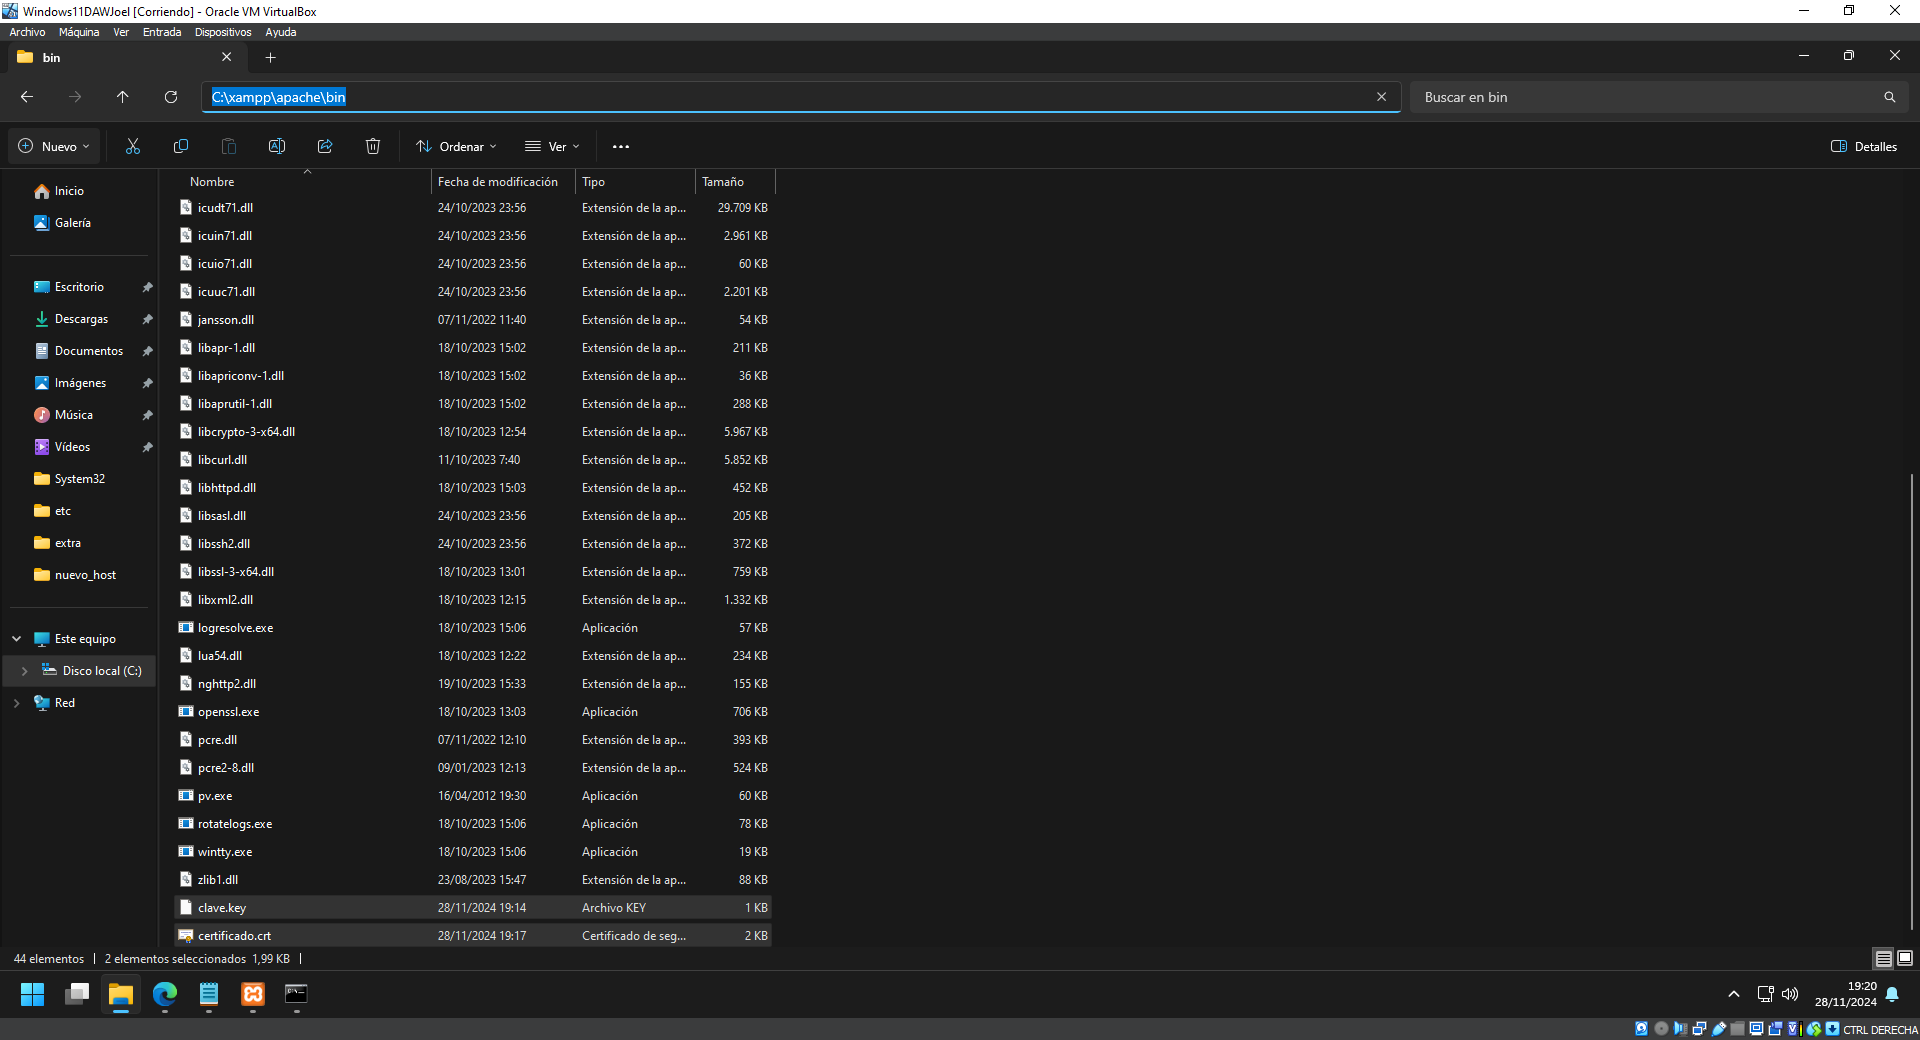 Windows11DAWJoel [Corriendo] - Oracle VM VirtualBox
Archivo Máquina Ver Entrada Dispositivos Ayuda
bin
C:\xampp\apache\bin
Buscar en bin
Nuevo Ordenar Ver Detalles
Nombre Fecha de modificación Tipo Tamaño
Inicio
Galería
Escritorio
Descargas
Documentos
Imágenes
Música
Vídeos
System32
etc
extra
nuevo_host
Este equipo
Disco local (C:)
Red
icudt71.dll 24/10/2023 23:56 Extensión de la ap... 29.709 KB
icuin71.dll 24/10/2023 23:56 Extensión de la ap... 2.961 KB
icuio71.dll 24/10/2023 23:56 Extensión de la ap... 60 KB
icuuc71.dll 24/10/2023 23:56 Extensión de la ap... 2.201 KB
jansson.dll 07/11/2022 11:40 Extensión de la ap... 54 KB
libapr-1.dll 18/10/2023 15:02 Extensión de la ap... 211 KB
libapriconv-1.dll 18/10/2023 15:02 Extensión de la ap... 36 KB
libaprutil-1.dll 18/10/2023 15:02 Extensión de la ap... 288 KB
libcrypto-3-x64.dll 18/10/2023 12:54 Extensión de la ap... 5.967 KB
libcurl.dll 11/10/2023 7:40 Extensión de la ap... 5.852 KB
libhttpd.dll 18/10/2023 15:03 Extensión de la ap... 452 KB
libsasl.dll 24/10/2023 23:56 Extensión de la ap... 205 KB
libssh2.dll 24/10/2023 23:56 Extensión de la ap... 372 KB
libssl-3-x64.dll 18/10/2023 13:01 Extensión de la ap... 759 KB
libxml2.dll 18/10/2023 12:15 Extensión de la ap... 1.332 KB
logresolve.exe 18/10/2023 15:06 Aplicación 57 KB
lua54.dll 18/10/2023 12:22 Extensión de la ap... 234 KB
nghttp2.dll 19/10/2023 15:33 Extensión de la ap... 155 KB
openssl.exe 18/10/2023 13:03 Aplicación 706 KB
pcre.dll 07/11/2022 12:10 Extensión de la ap... 393 KB
pcre2-8.dll 09/01/2023 12:13 Extensión de la ap... 524 KB
pv.exe 16/04/2012 19:30 Aplicación 60 KB
rotatelogs.exe 18/10/2023 15:06 Aplicación 78 KB
wintty.exe 18/10/2023 15:06 Aplicación 19 KB
zlib1.dll 23/08/2023 15:47 Extensión de la ap... 88 KB
clave.key 28/11/2024 19:14 Archivo KEY 1 KB
certificado.crt 28/11/2024 19:17 Certificado de seg... 2 KB
44 elementos 2 elementos seleccionados 1,99 KB
19:20
28/11/2024
CTRL DERECHA